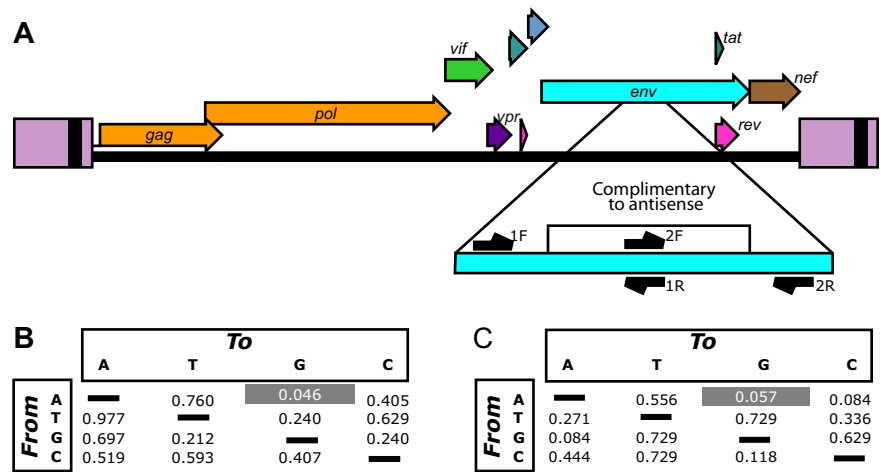 A
vif
tat
env
nef
pol
vpr
gag
rev
Complimentary
to antisense
1F
2F
1R
2R
B
To
A T G C
From
A 0.760 0.046 0.405
T 0.977 0.240 0.629
G 0.697 0.212 0.240
C 0.519 0.593 0.407
C
To
A T G C
From
A 0.556 0.057 0.084
T 0.271 0.729 0.336
G 0.084 0.729 0.629
C 0.444 0.729 0.118